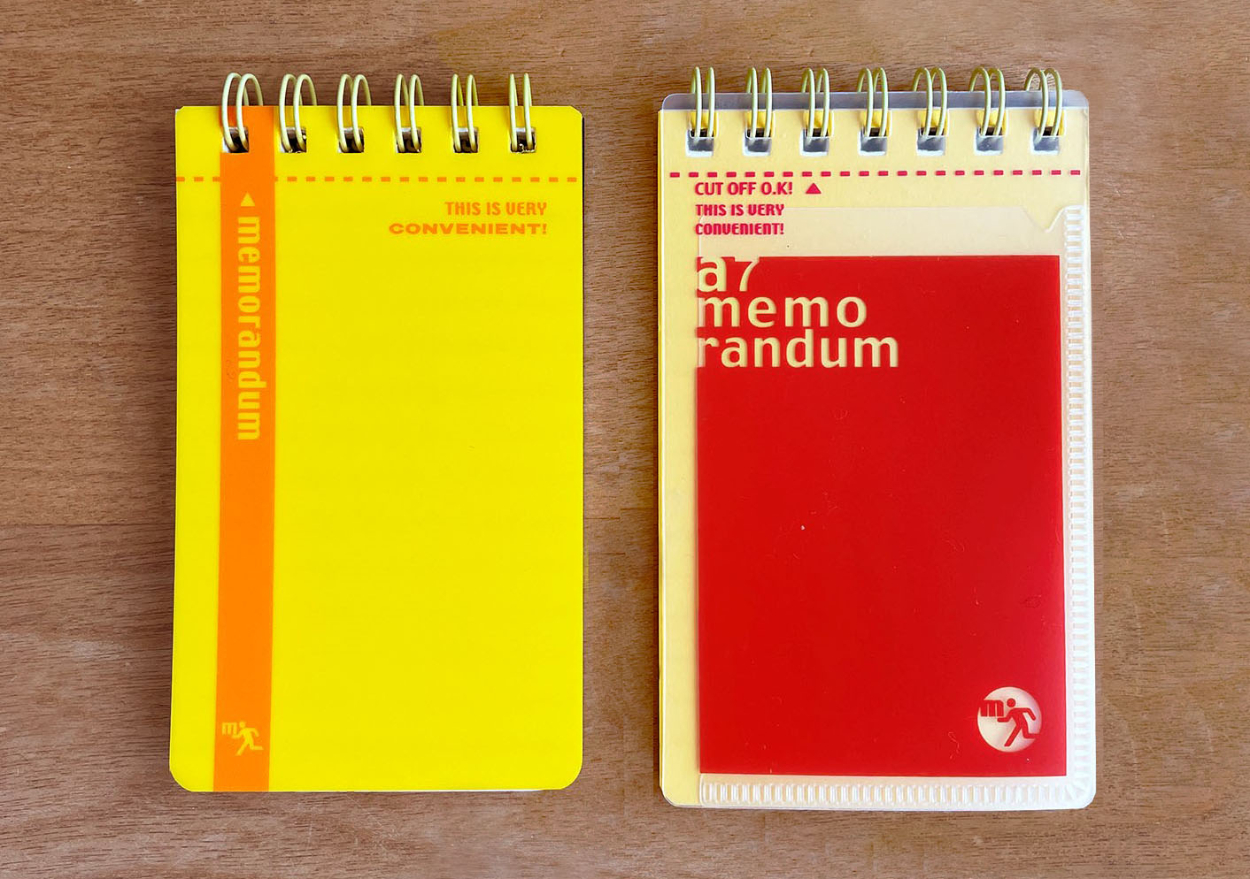 THIS IS VERY
CONVENIENT!
memorandum
m
CUT OFF O.K!
THIS IS VERY
CONVENIENT!
a7
memo
randum
m